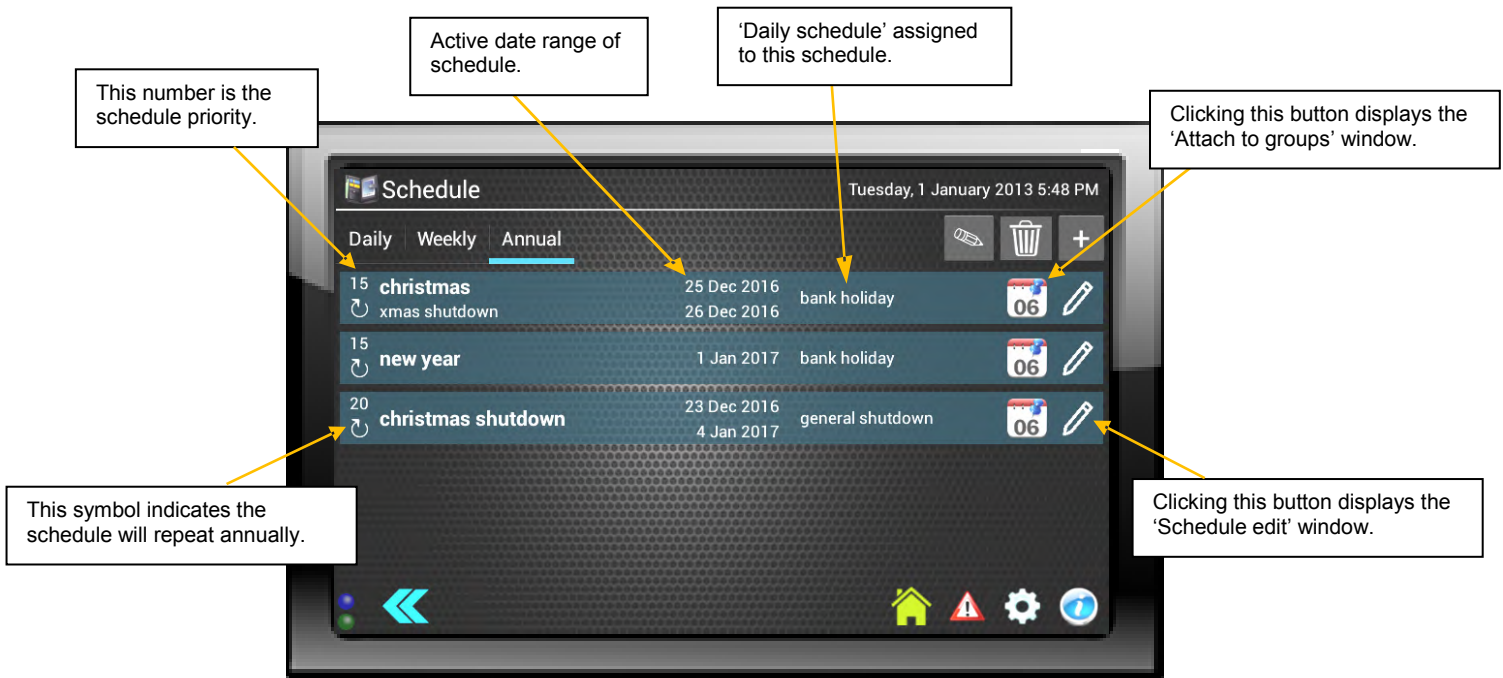 Active date range of
schedule.
‘Daily schedule’ assigned
to this schedule.
This number is the
schedule priority.
Clicking this button displays the
‘Attach to groups’ window.
Schedule
Tuesday, 1 January 2013 5:48 PM
Daily Weekly Annual
+
15 christmas 25 Dec 2016 bank holiday 06
xmas shutdown 26 Dec 2016
15 new year 1 Jan 2017 bank holiday 06
20 christmas shutdown 23 Dec 2016 general shutdown 06
4 Jan 2017
This symbol indicates the
schedule will repeat annually.
Clicking this button displays the
‘Schedule edit’ window.